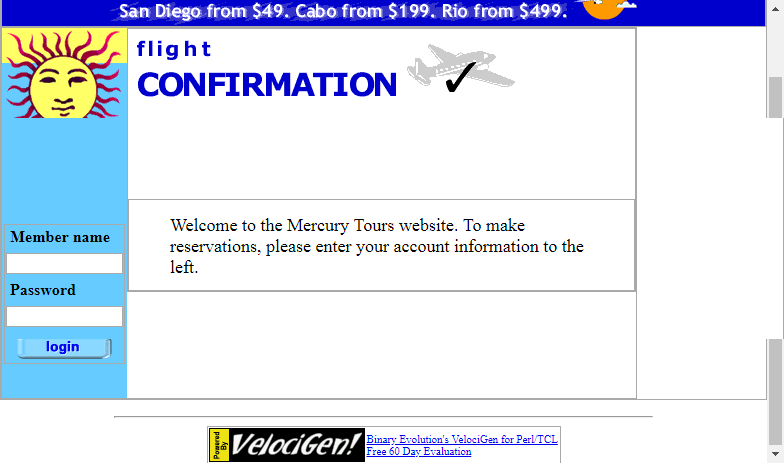 San Diego from $49. Cabo from $199. Rio from $499.
flight
CONFIRMATION
Welcome to the Mercury Tours website. To make
reservations, please enter your account information to the
left.
Member name
Password
login
Powered By
VelociGen!
Binary Evolution's VelociGen for Perl/TCL
Free 60 Day Evaluation